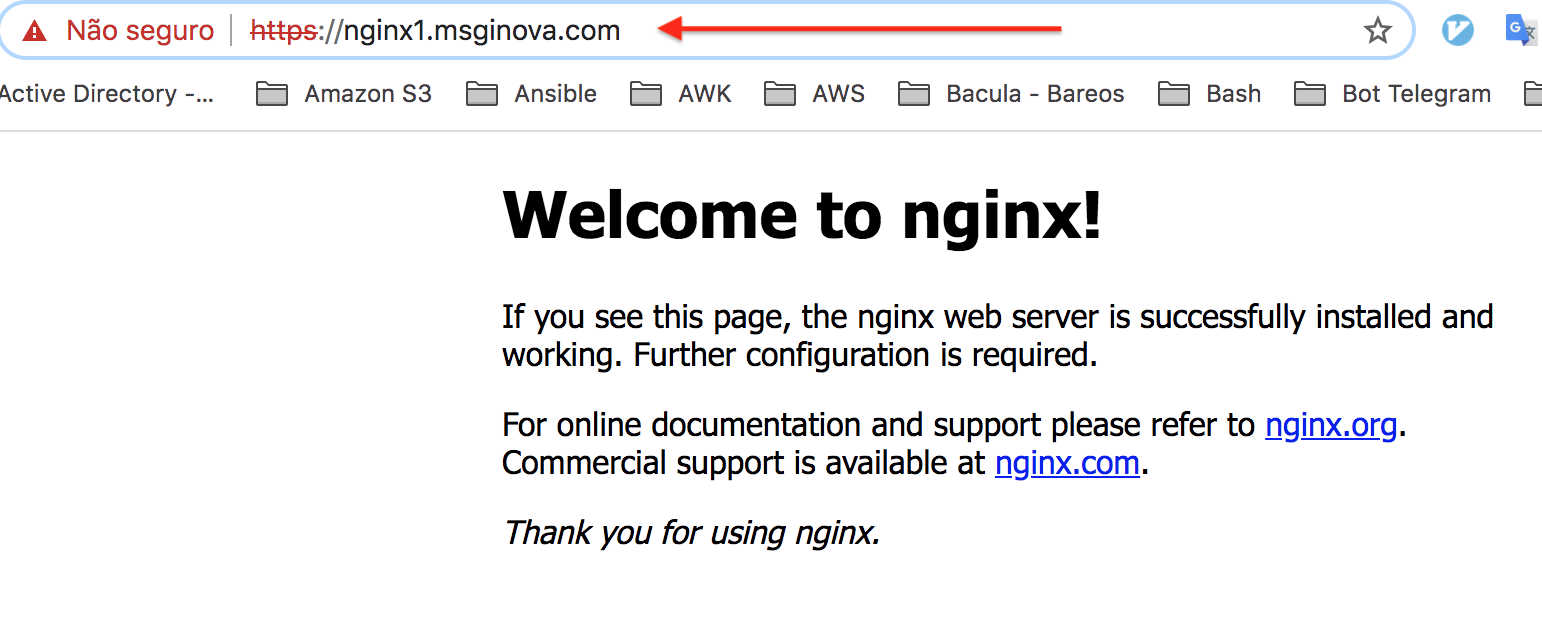 Não seguro | https://nginx1.msginova.com
Active Directory -... Amazon S3 Ansible AWK AWS Bacula - Bareos Bash Bot Telegram
Welcome to nginx!
If you see this page, the nginx web server is successfully installed and
working. Further configuration is required.
For online documentation and support please refer to nginx.org.
Commercial support is available at nginx.com.
Thank you for using nginx.